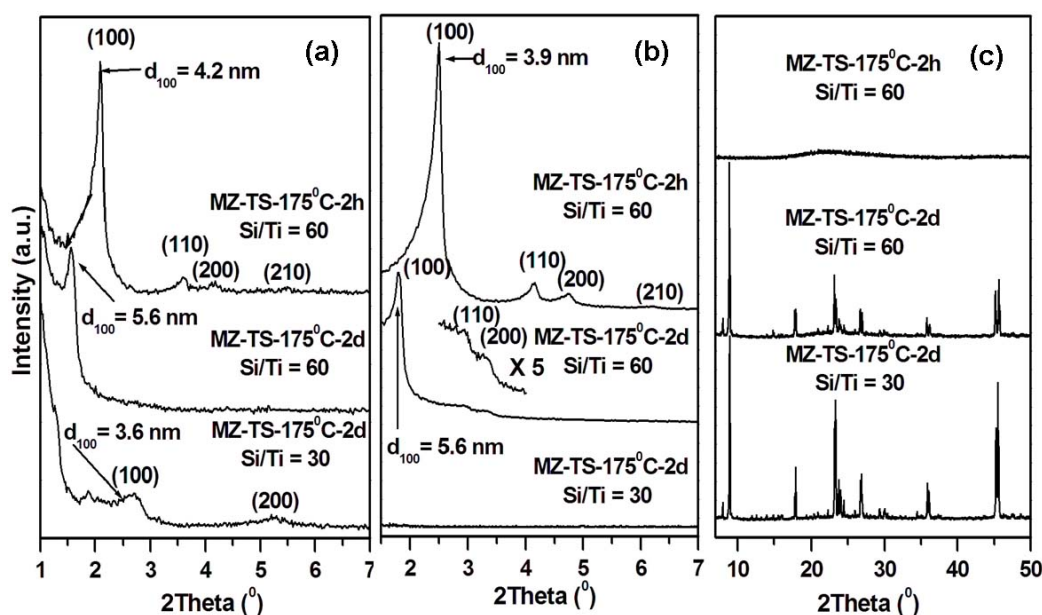 Intensity (a.u.)
(a)
(100)
d100 = 4.2 nm
MZ-TS-175⁰C-2h
Si/Ti = 60
(110)
(200)
(210)
d100 = 5.6 nm
MZ-TS-175⁰C-2d
Si/Ti = 60
d100 = 3.6 nm
MZ-TS-175⁰C-2d
Si/Ti = 30
(100)
(200)
1 2 3 4 5 6 7
2Theta (⁰)
(b)
(100)
d100 = 3.9 nm
MZ-TS-175⁰C-2h
Si/Ti = 60
(110)
(200)
(210)
(100)
(110)
(200)
X 5
MZ-TS-175⁰C-2d
Si/Ti = 60
d100 = 5.6 nm
MZ-TS-175⁰C-2d
Si/Ti = 30
2 3 4 5 6 7
2Theta (⁰)
(c)
MZ-TS-175⁰C-2h
Si/Ti = 60
MZ-TS-175⁰C-2d
Si/Ti = 60
MZ-TS-175⁰C-2d
Si/Ti = 30
10 20 30 40 50
2Theta (⁰)